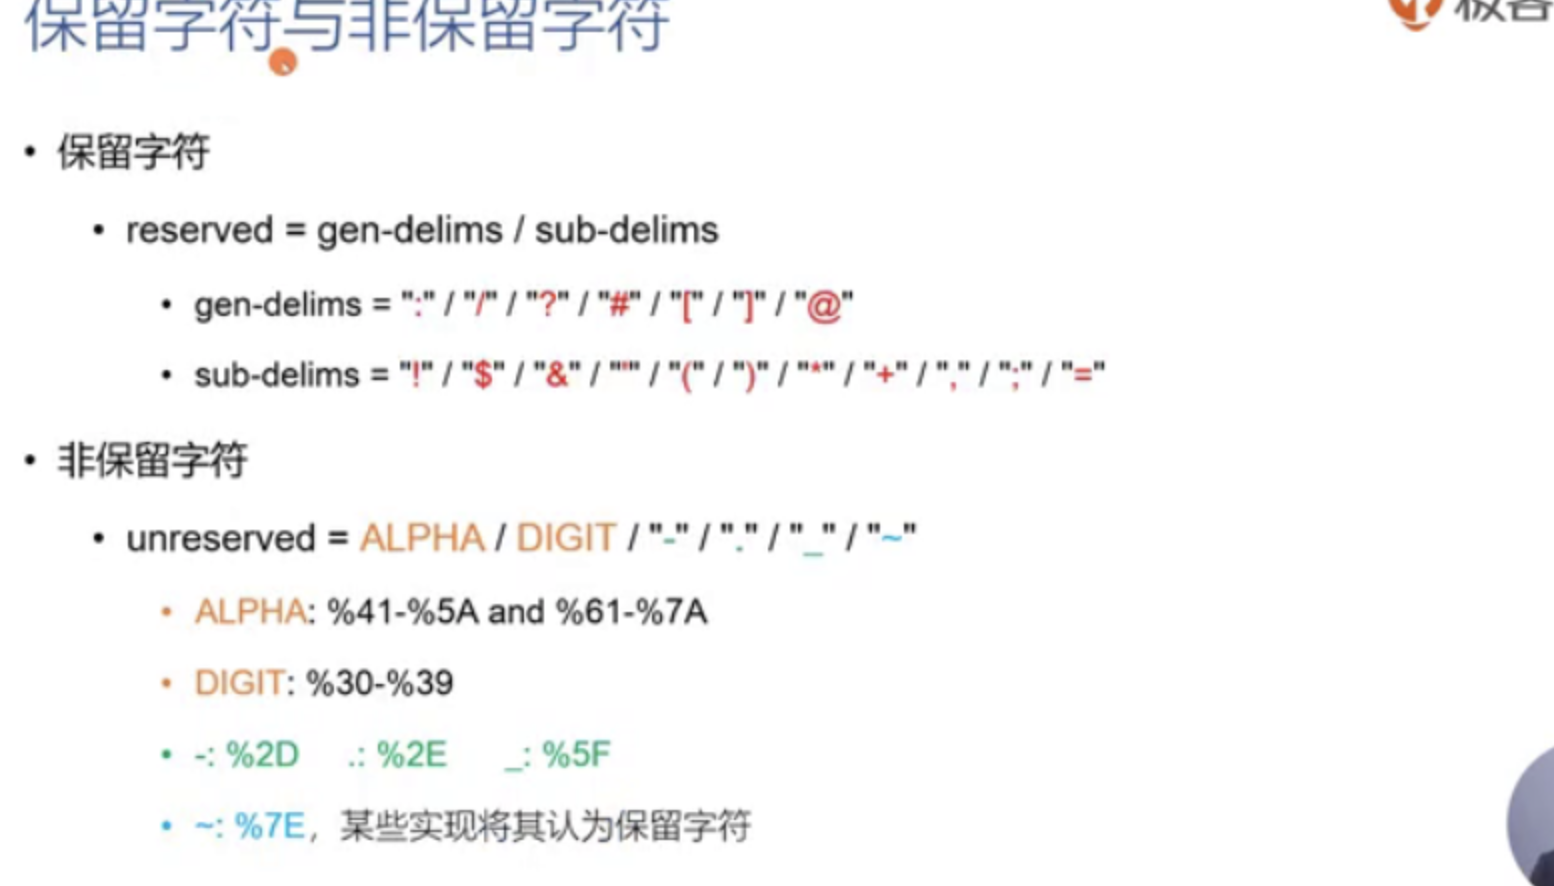 保留字符与非保留字符
极客
• 保留字符
• reserved = gen-delims / sub-delims
• gen-delims = ":" / "/" / "?" / "#" / "[" / "]" / "@"
• sub-delims = "!" / "$" / "&" / "'" / "(" / ")" / "*" / "+" / "," / ";" / "="
• 非保留字符
• unreserved = ALPHA / DIGIT / "-" / "." / "_" / "~"
• ALPHA: %41-%5A and %61-%7A
• DIGIT: %30-%39
• -: %2D .: %2E _: %5F
• ~: %7E，某些实现将其认为保留字符